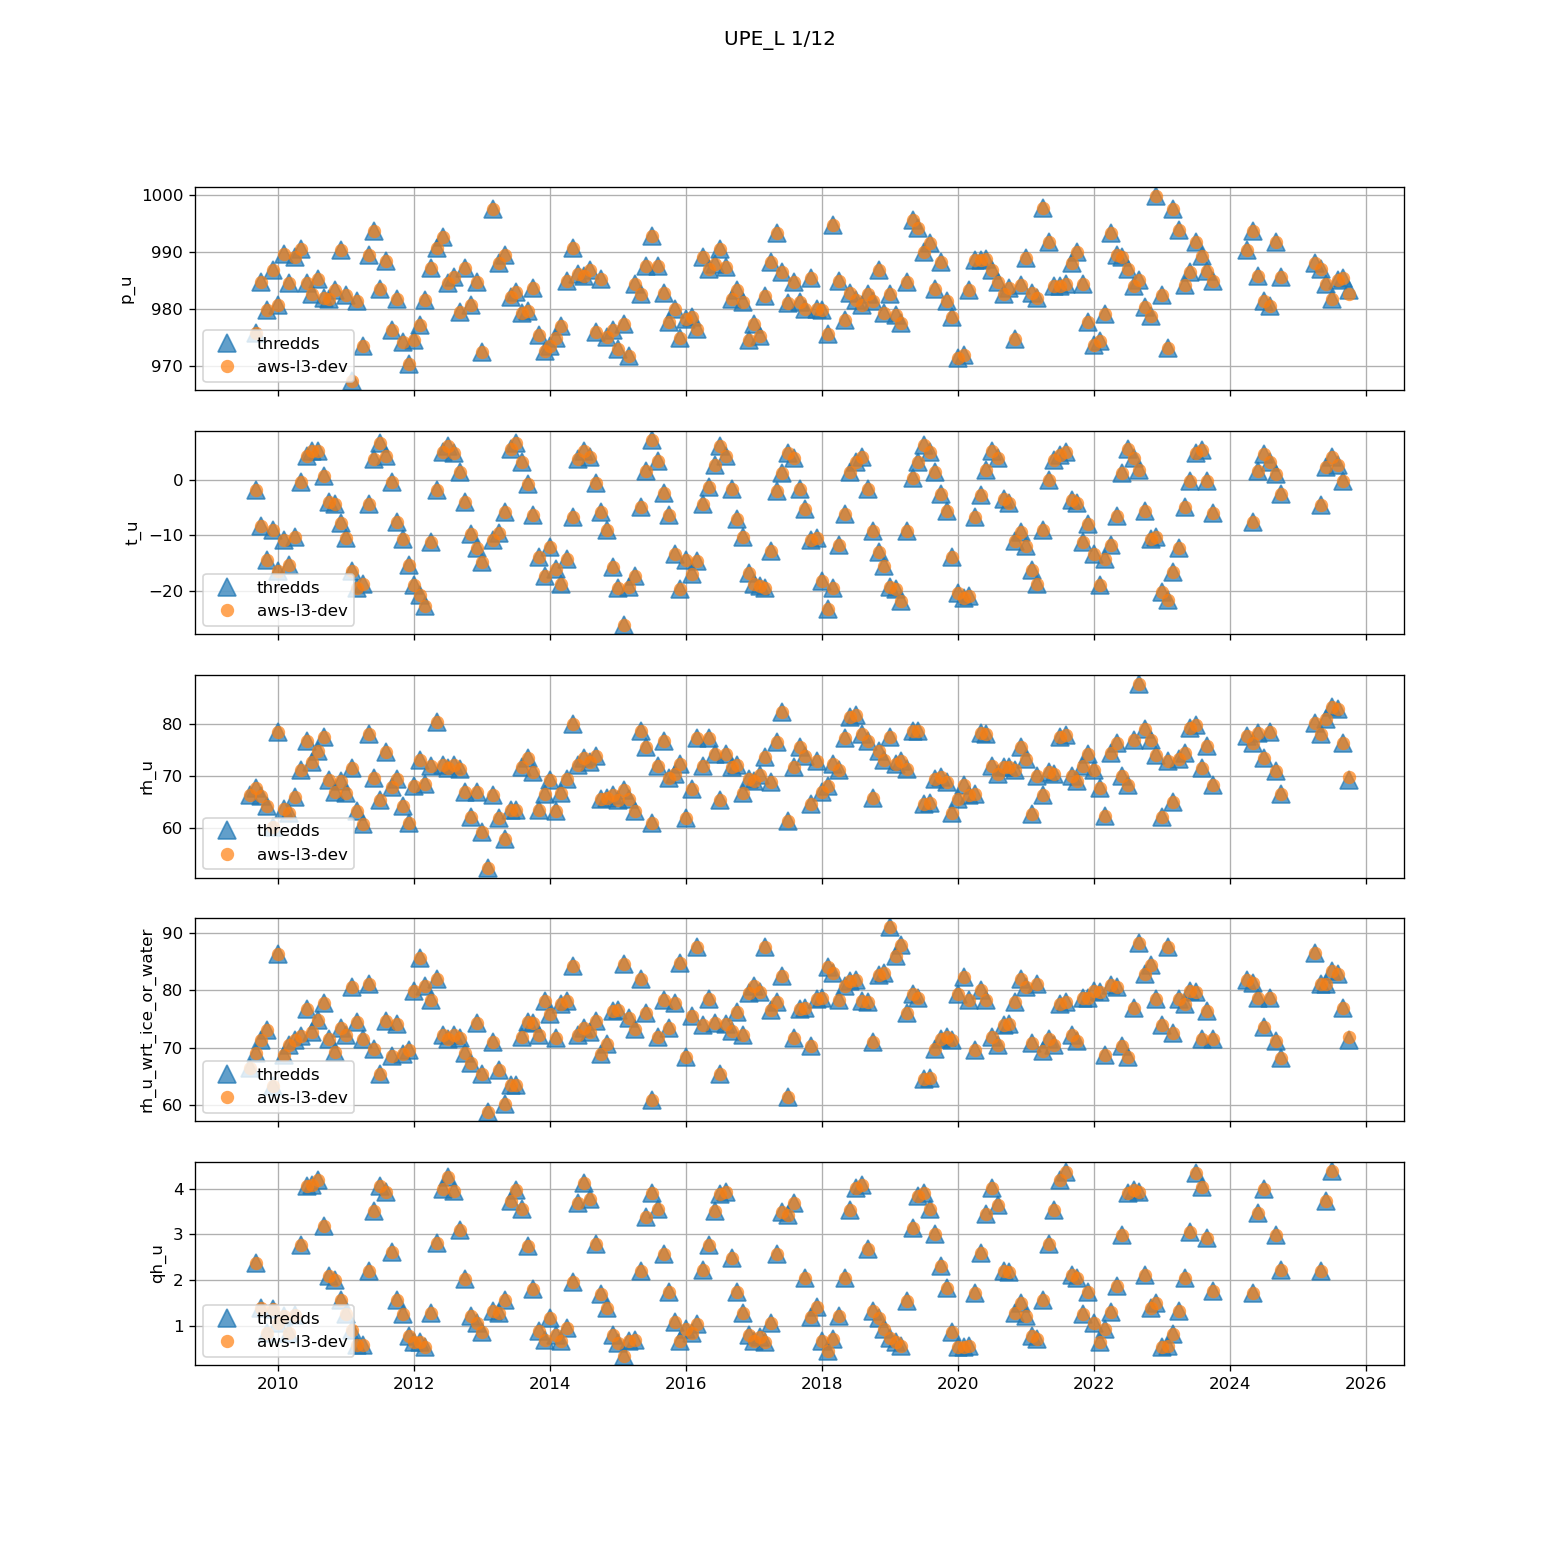 UPE_L 1/12
1000
990
980
970
p_u
thredds
aws-l3-dev
0
−10
−20
t_u
thredds
aws-l3-dev
80
70
60
rh_u
thredds
aws-l3-dev
90
80
70
60
rh_u_wrt_ice_or_water
thredds
aws-l3-dev
4
3
2
1
qh_u
thredds
aws-l3-dev
2010 2012 2014 2016 2018 2020 2022 2024 2026